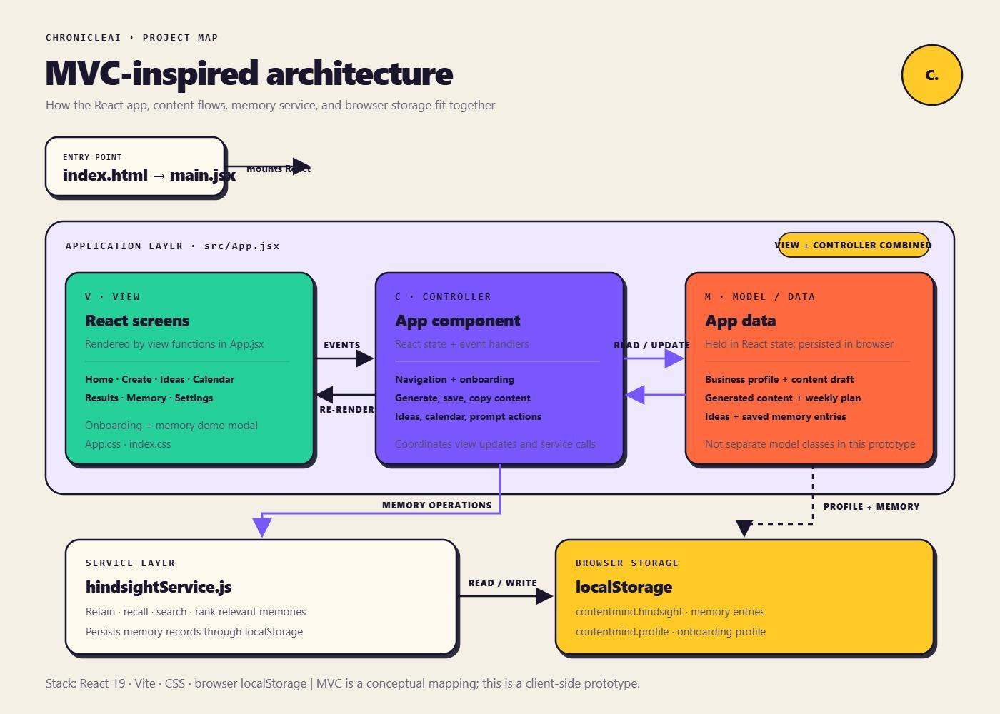 CHRONICLEAI · PROJECT MAP
MVC-inspired architecture
How the React app, content flows, memory service, and browser storage fit together
C.
ENTRY POINT
index.html → main.jsx
mounts React
APPLICATION LAYER · src/App.jsx
VIEW + CONTROLLER COMBINED
V · VIEW
React screens
Rendered by view functions in App.jsx
Home · Create · Ideas · Calendar
Results · Memory · Settings
Onboarding + memory demo modal
App.css · index.css
EVENTS
RE-RENDER
C · CONTROLLER
App component
React state + event handlers
Navigation + onboarding
Generate, save, copy content
Ideas, calendar, prompt actions
Coordinates view updates and service calls
READ / UPDATE
M · MODEL / DATA
App data
Held in React state; persisted in browser
Business profile + content draft
Generated content + weekly plan
Ideas + saved memory entries
Not separate model classes in this prototype
MEMORY OPERATIONS
PROFILE + MEMORY
SERVICE LAYER
hindsightService.js
Retain · recall · search · rank relevant memories
Persists memory records through localStorage
READ / WRITE
BROWSER STORAGE
localStorage
contentmind.hindsight · memory entries
contentmind.profile · onboarding profile
Stack: React 19 · Vite · CSS · browser localStorage | MVC is a conceptual mapping; this is a client-side prototype.